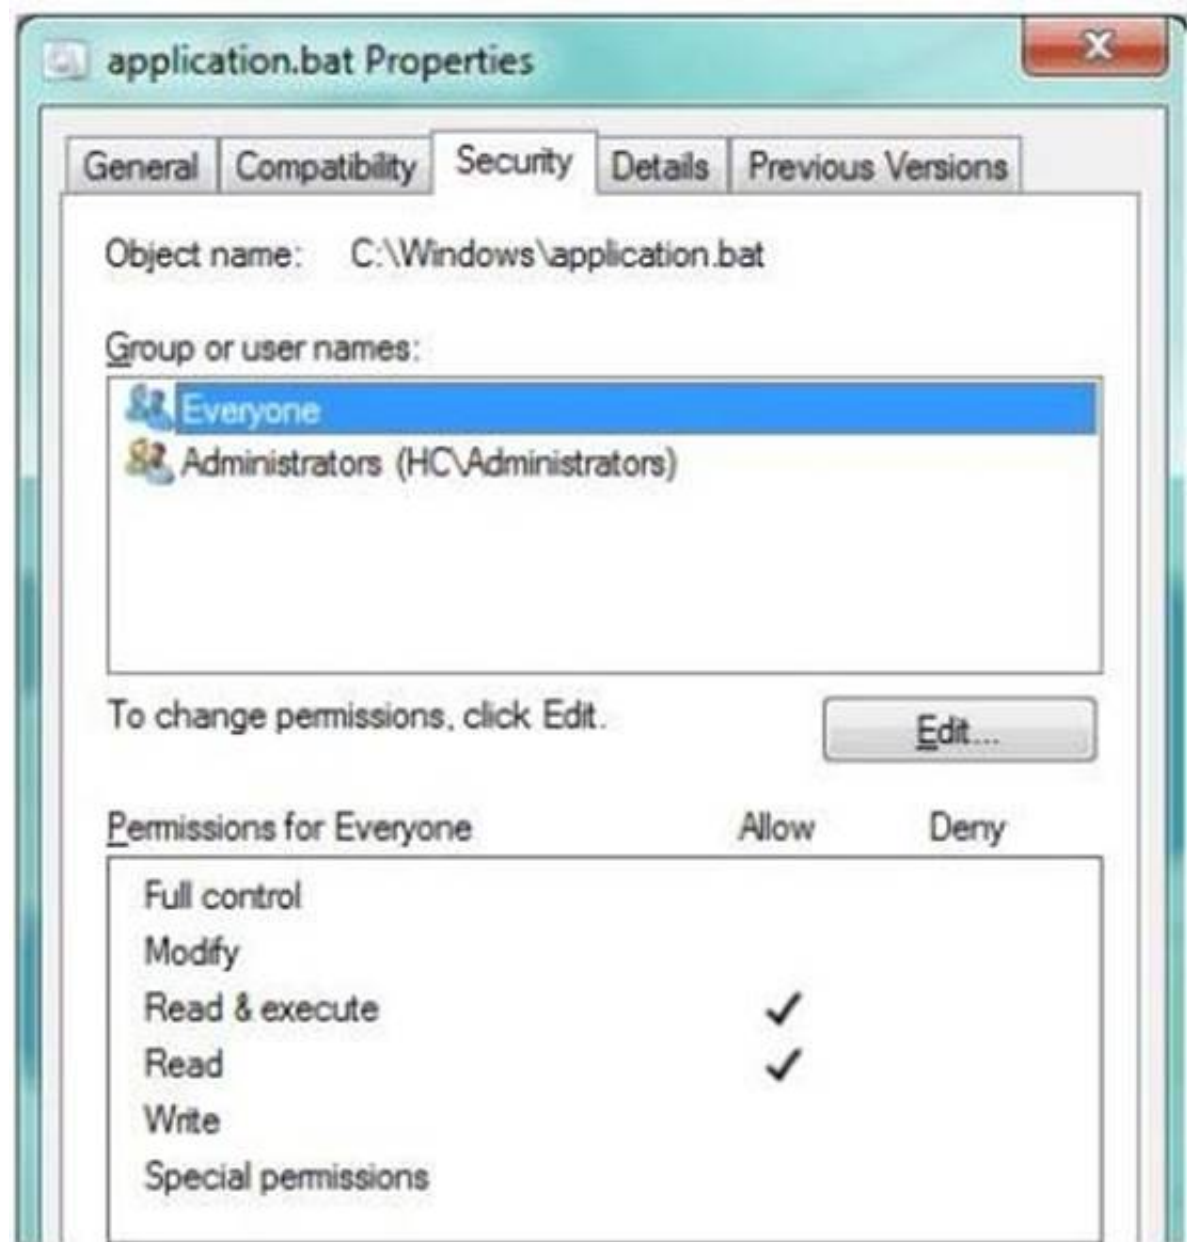 application.bat Properties
General Compatibility Security Details Previous Versions
Object name: C:\Windows\application.bat
Group or user names:
Everyone
Administrators (HC\Administrators)
To change permissions, click Edit.
Edit...
Permissions for Everyone Allow Deny
Full control
Modify
Read & execute
Read
Write
Special permissions